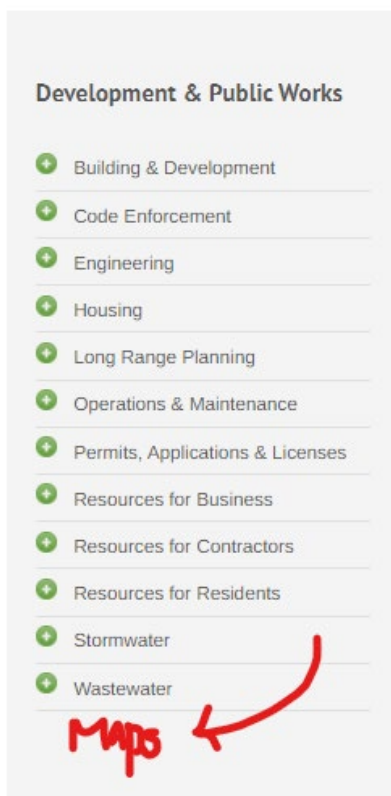 Development & Public Works
Building & Development
Code Enforcement
Engineering
Housing
Long Range Planning
Operations & Maintenance
Permits, Applications & Licenses
Resources for Business
Resources for Contractors
Resources for Residents
Stormwater
Wastewater
Maps